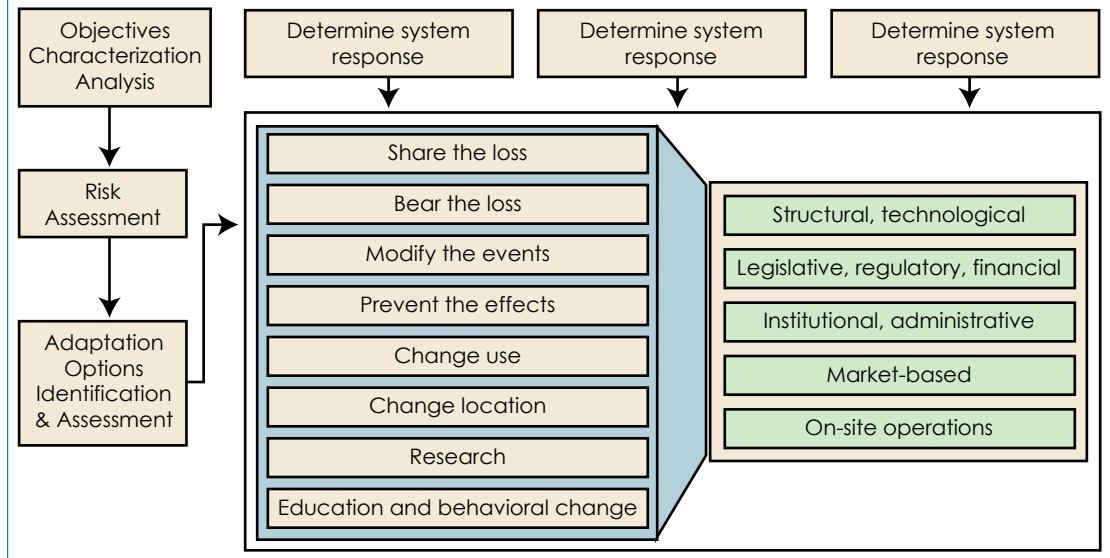 Objectives
Characterization
Analysis
Risk
Assessment
Adaptation
Options
Identification
& Assessment
Determine system
response
Determine system
response
Determine system
response
Share the loss
Bear the loss
Modify the events
Prevent the effects
Change use
Change location
Research
Education and behavioral change
Structural, technological
Legislative, regulatory, financial
Institutional, administrative
Market-based
On-site operations